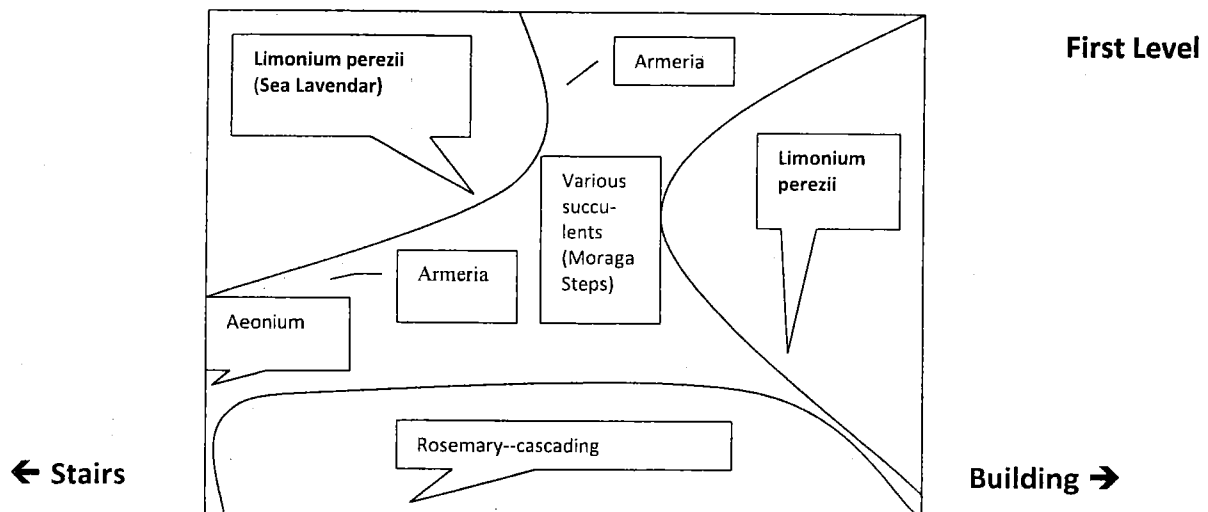 First Level
Limonium perezii
(Sea Lavendar)
Armeria
Limonium
perezii
Various
succu-
lents
(Moraga
Steps)
Armeria
Aeonium
Rosemary--cascading
← Stairs
Building →